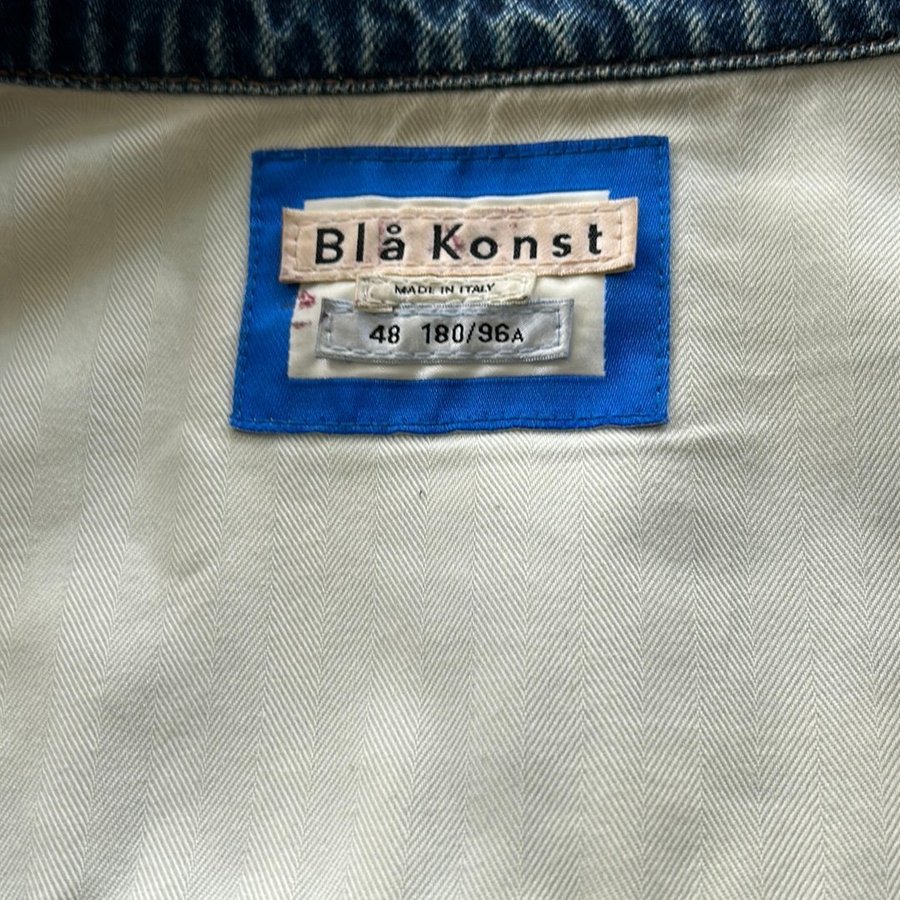 Blå Konst
MADE IN ITALY
48 180/96A